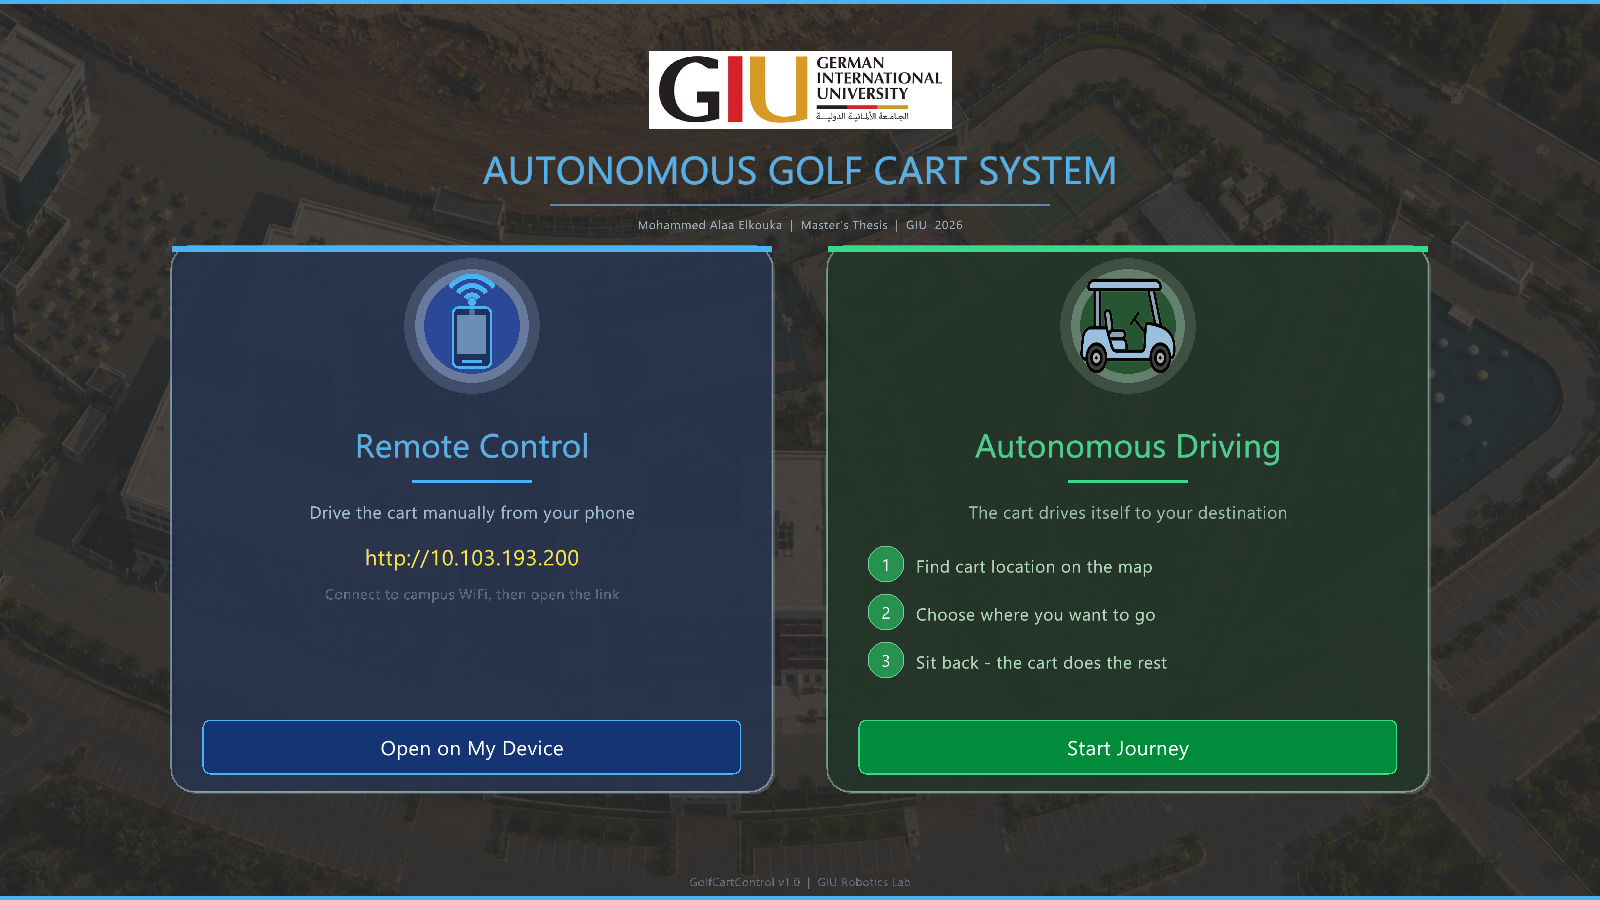 GIU
GERMAN
INTERNATIONAL
UNIVERSITY
الجامعة الألمانية الدولية
AUTONOMOUS GOLF CART SYSTEM
Mohammed Alaa Elkouka | Master's Thesis | GIU 2026
Remote Control
Drive the cart manually from your phone
http://10.103.193.200
Connect to campus WiFi, then open the link
Open on My Device
Autonomous Driving
The cart drives itself to your destination
1 Find cart location on the map
2 Choose where you want to go
3 Sit back - the cart does the rest
Start Journey
GolfCartControl v1.0 | GIU Robotics Lab